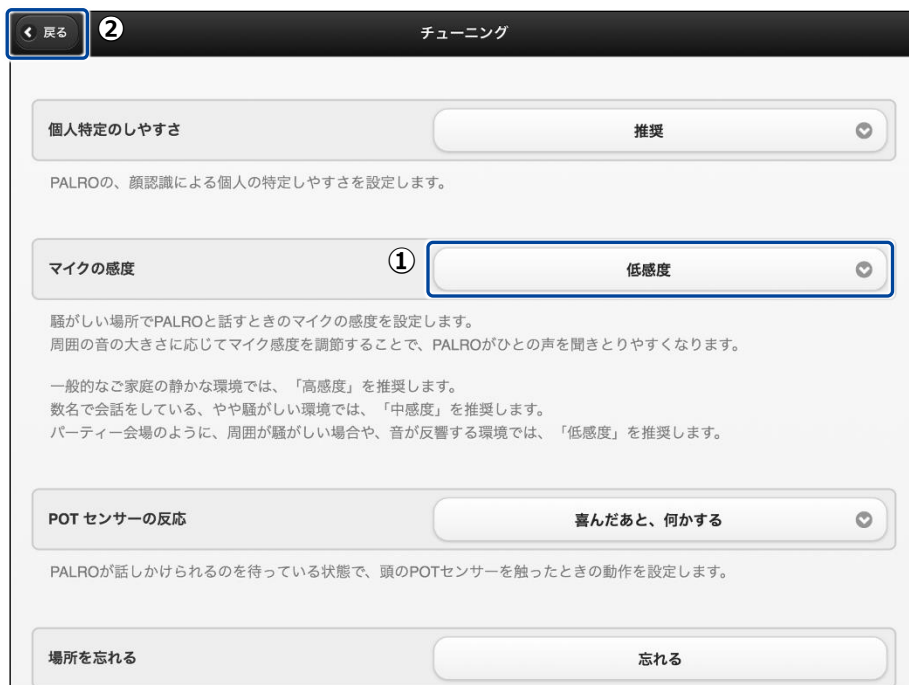 戻る ②
チューニング
個人特定のしやすさ
推奨
PALROの、顔認識による個人の特定しやすさを設定します。
マイクの感度
①
低感度
騒がしい場所でPALROと話すときのマイクの感度を設定します。
周囲の音の大きさに応じてマイク感度を調節することで、PALROがひとの声を聞きとりやすくなります。
一般的なご家庭の静かな環境では、「高感度」を推奨します。
数名で会話をしている、やや騒がしい環境では、「中感度」を推奨します。
パーティー会場のように、周囲が騒がしい場合や、音が反響する環境では、「低感度」を推奨します。
POT センサーの反応
喜んだあと、何かする
PALROが話しかけられるのを待っている状態で、頭のPOTセンサーを触ったときの動作を設定します。
場所を忘れる
忘れる